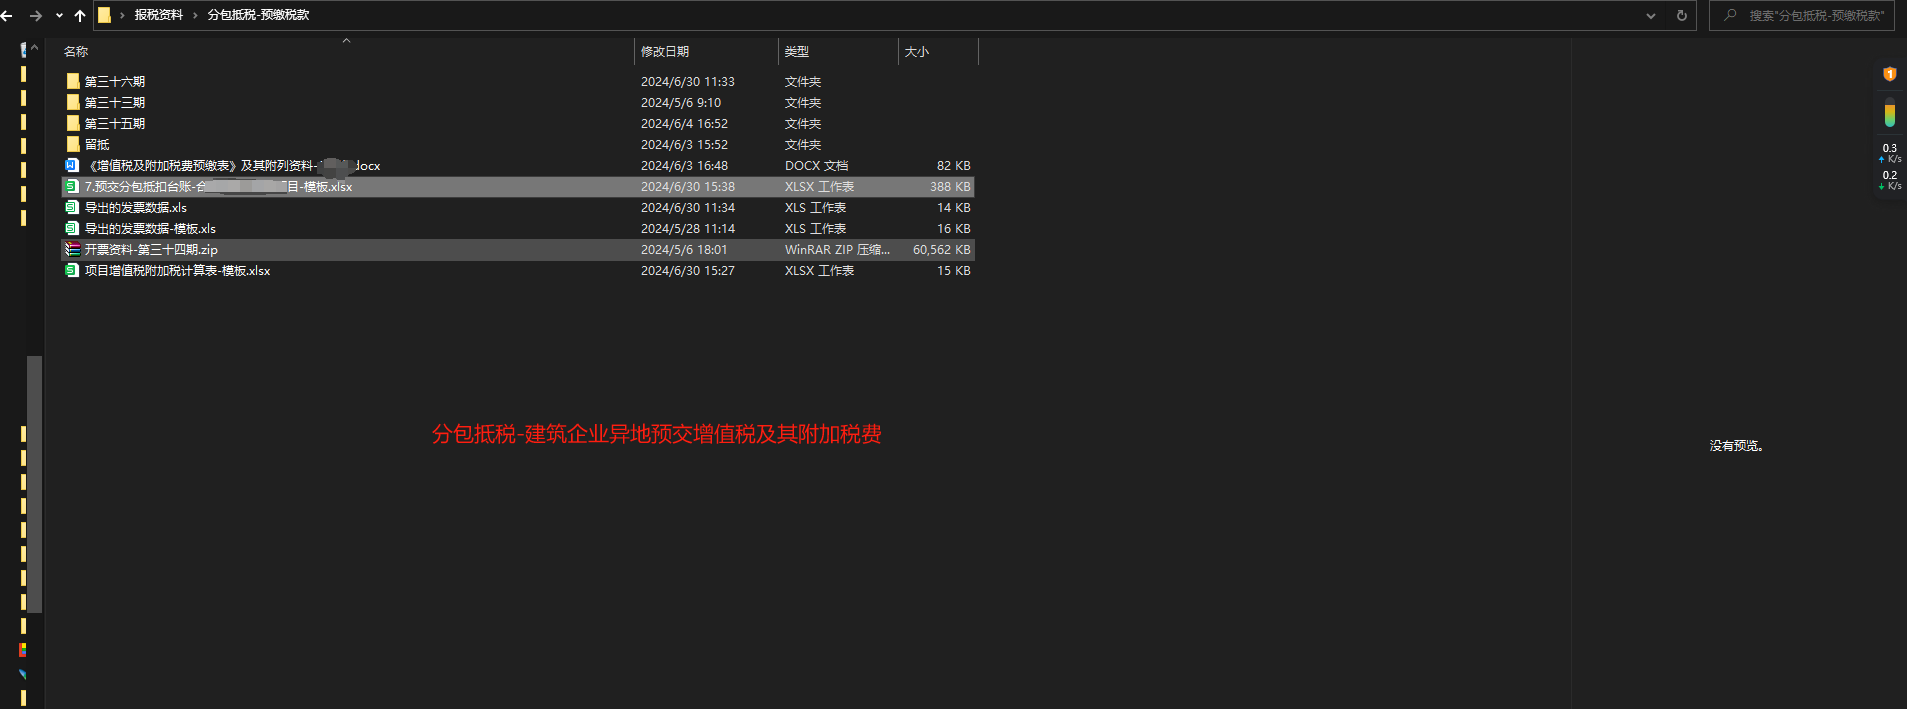 报税资料 › 分包抵税-预缴税款
搜索"分包抵税-预缴税款"
名称 修改日期 类型 大小
第三十六期 2024/6/30 11:33 文件夹
第三十三期 2024/5/6 9:10 文件夹
第三十五期 2024/6/4 16:52 文件夹
留抵 2024/6/3 15:52 文件夹
《增值税及附加税费预缴表》及其附列资料- docx 2024/6/3 16:48 DOCX 文档 82 KB
7.预交分包抵扣台账-合 项目-模板.xlsx 2024/6/30 15:38 XLSX 工作表 388 KB
导出的发票数据.xls 2024/6/30 11:34 XLS 工作表 14 KB
导出的发票数据-模板.xls 2024/5/28 11:14 XLS 工作表 16 KB
开票资料-第三十四期.zip 2024/5/6 18:01 WinRAR ZIP 压缩... 60,562 KB
项目增值税附加税计算表-模板.xlsx 2024/6/30 15:27 XLSX 工作表 15 KB
分包抵税-建筑企业异地预交增值税及其附加税费
没有预览。
1
0.3
K/s
0.2
K/s